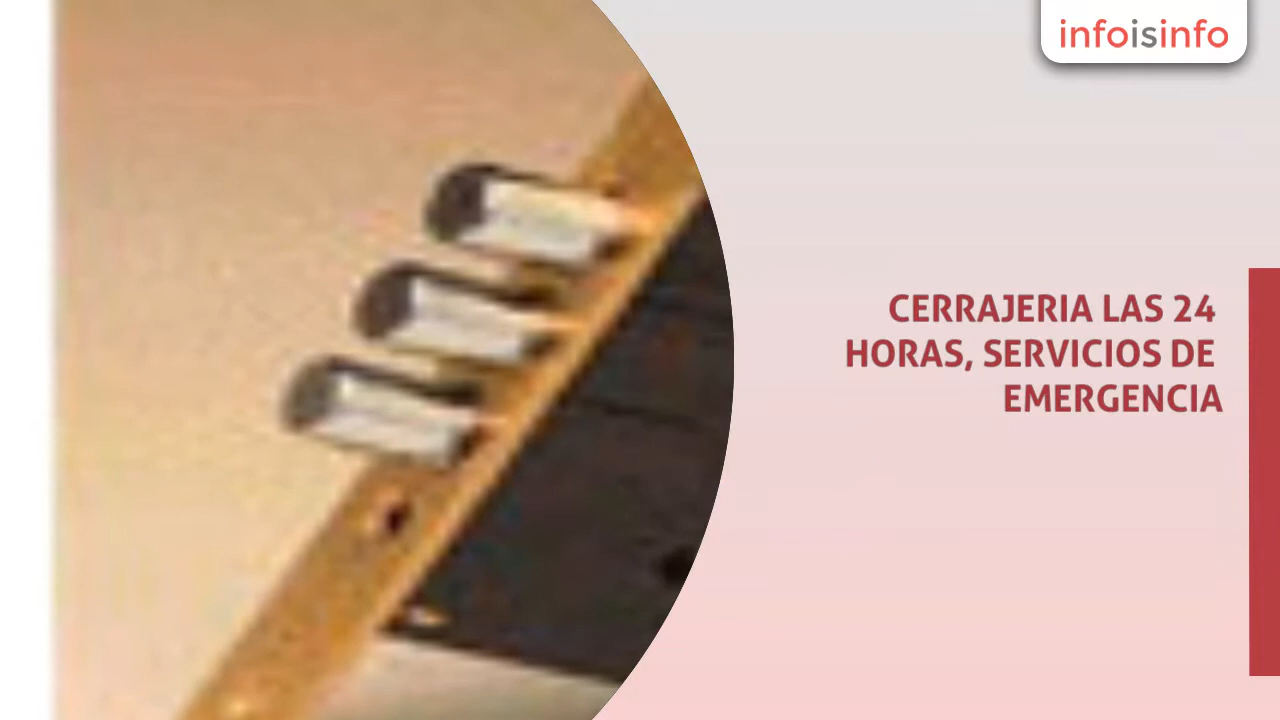 infoisinfo
CERRAJERIA LAS 24
HORAS, SERVICIOS DE
EMERGENCIA